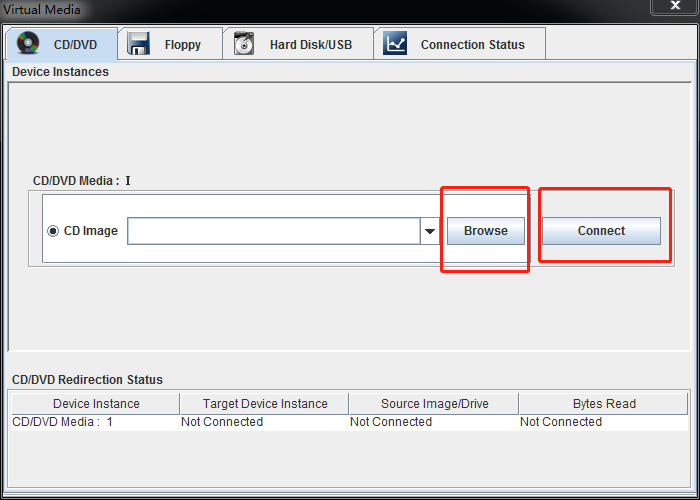 Virtual Media
CD/DVD Floppy Hard Disk/USB Connection Status
Device Instances
CD/DVD Media : I
CD Image Browse Connect
CD/DVD Redirection Status
Device Instance Target Device Instance Source Image/Drive Bytes Read
CD/DVD Media : 1 Not Connected Not Connected Not Connected